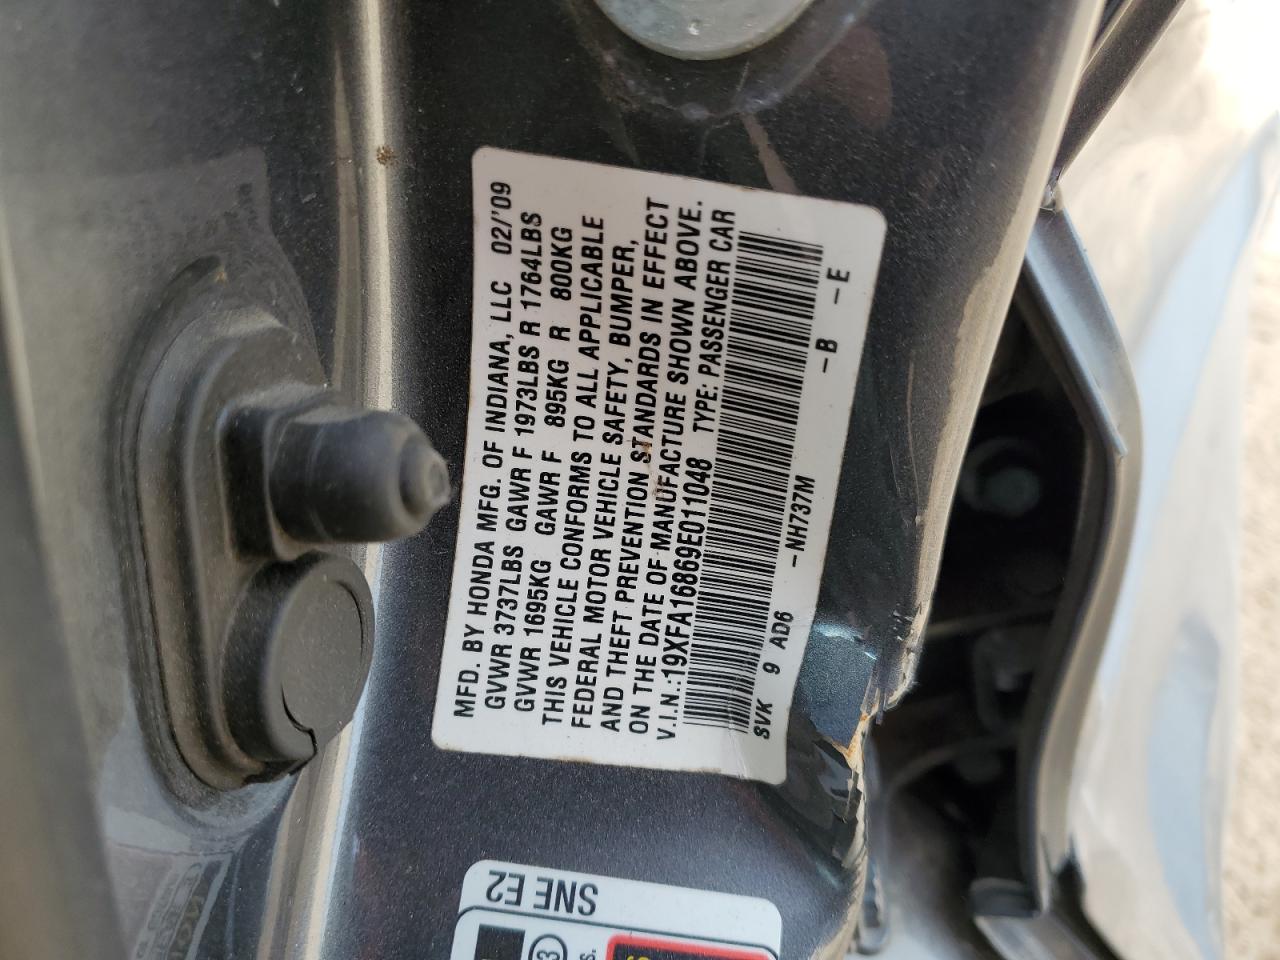 MFD. BY HONDA MFG. OF INDIANA, LLC 02/'09
GVWR 3737LBS GAWR F 1973LBS R 1764LBS
GVWR 1695KG GAWR F 895KG R 800KG
THIS VEHICLE CONFORMS TO ALL APPLICABLE
FEDERAL MOTOR VEHICLE SAFETY, BUMPER,
AND THEFT PREVENTION STANDARDS IN EFFECT
ON THE DATE OF MANUFACTURE SHOWN ABOVE.
V.I.N.:19XFA16869E011048 TYPE: PASSENGER CAR
SVK 9 AD6 -NH737M -B -E
SNE E2